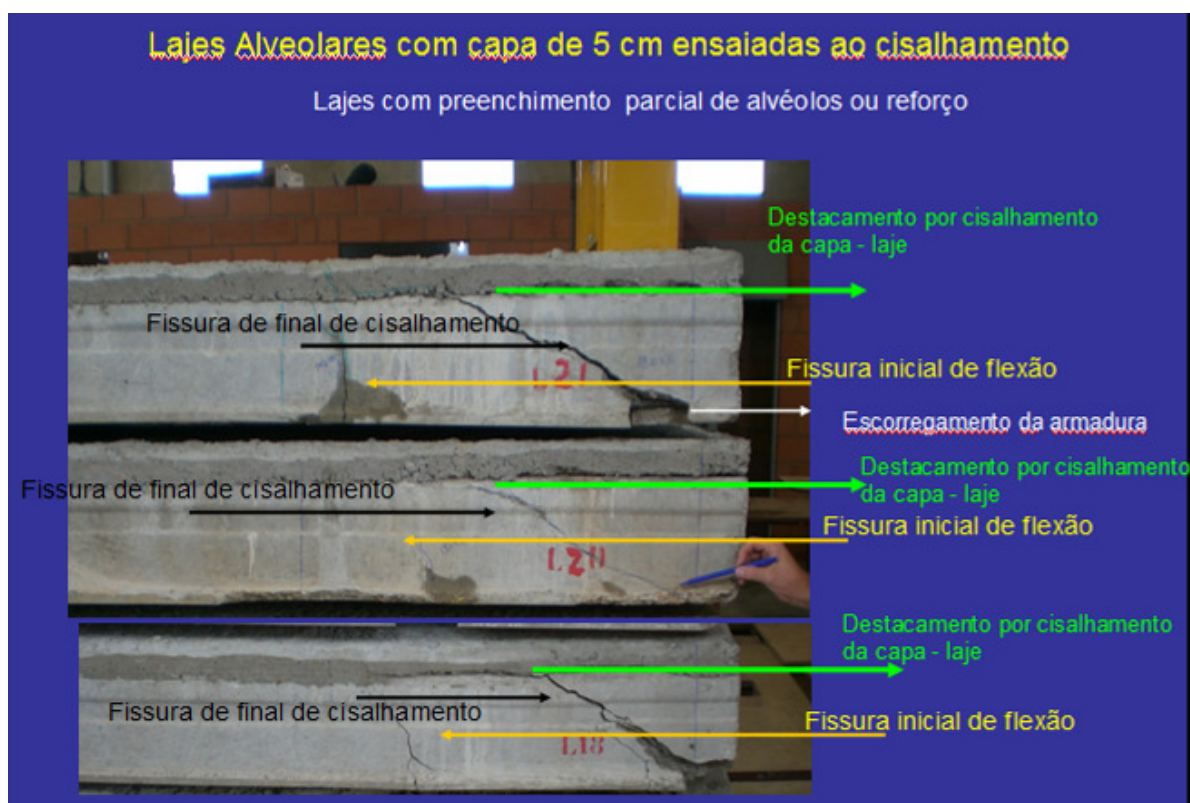 Lajes Alveolares com capa de 5 cm ensaiadas ao cisalhamento
Lajes com preenchimento parcial de alvéolos ou reforço
Destacamento por cisalhamento
da capa - laje
Fissura de final de cisalhamento
Fissura inicial de flexão
L21
Escorregamento da armadura
Destacamento por cisalhamento
da capa - laje
Fissura de final de cisalhamento
Fissura inicial de flexão
L20
Destacamento por cisalhamento
da capa - laje
Fissura de final de cisalhamento
Fissura inicial de flexão
L18